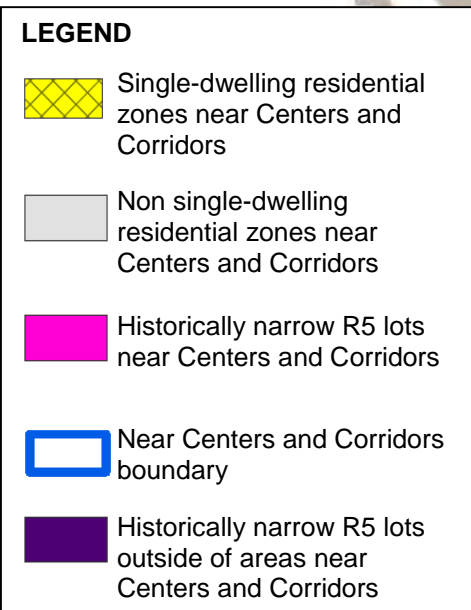 LEGEND
Single-dwelling residential
zones near Centers and
Corridors
Non single-dwelling
residential zones near
Centers and Corridors
Historically narrow R5 lots
near Centers and Corridors
Near Centers and Corridors
boundary
Historically narrow R5 lots
outside of areas near
Centers and Corridors